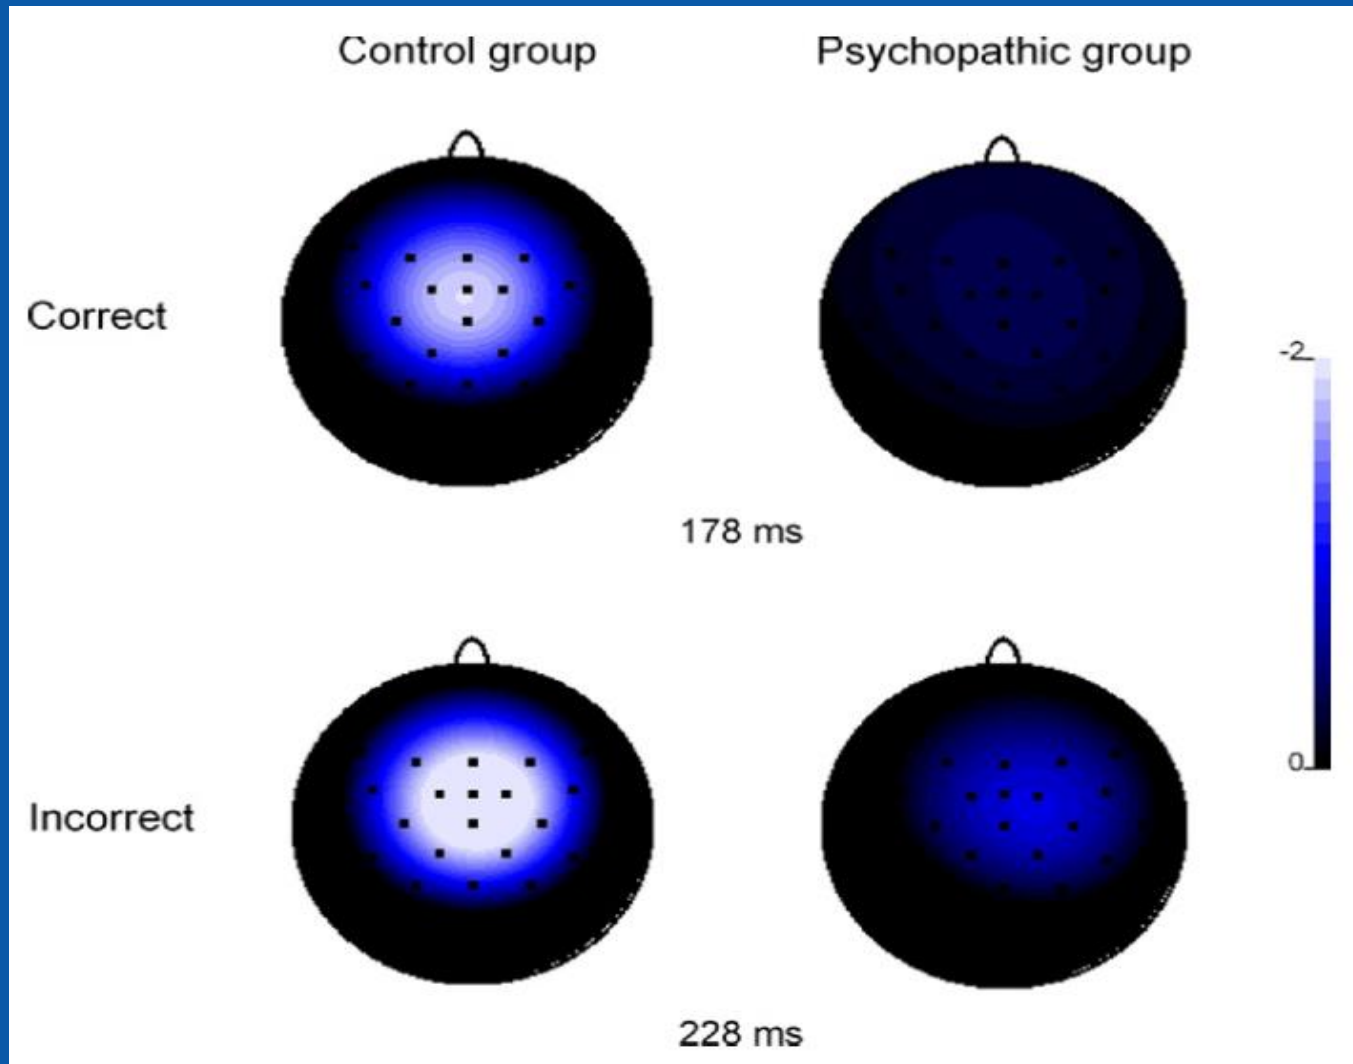 Control group
Psychopathic group
Correct
-2
178 ms
0
Incorrect
228 ms